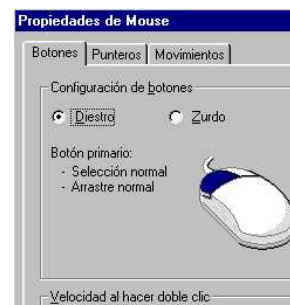 Propiedades de Mouse
Botones Punteros Movimientos
Configuración de botones
Diestro Zurdo
Botón primario:
- Selección normal
- Arrastre normal
Velocidad al hacer doble clic